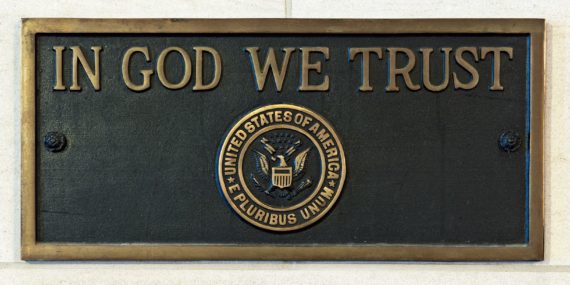 IN GOD WE TRUST
UNITED STATES OF AMERICA
★ E PLURIBUS UNUM ★